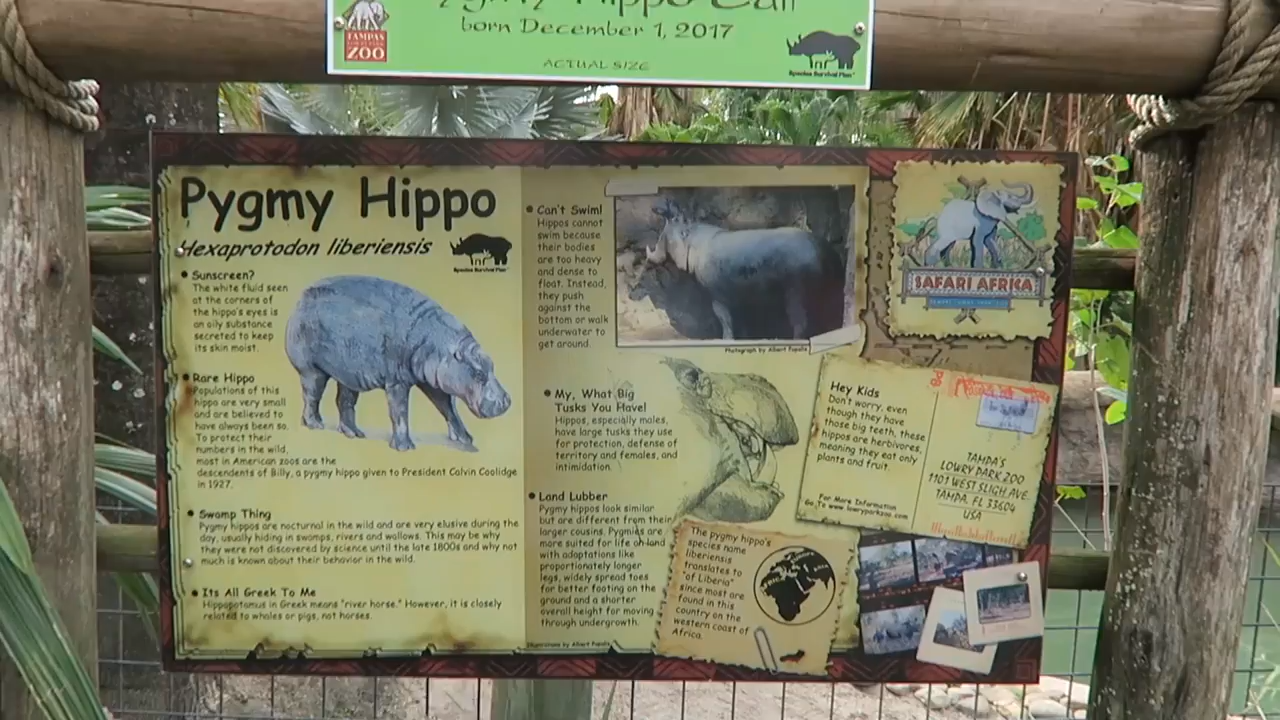 Pygmy Hippo Calf
born December 1, 2017
ACTUAL SIZE
TAMPA'S
ZOO
Species Survival Plan
Pygmy Hippo
Hexaprotodon liberiensis
Species Survival Plan
Sunscreen?
The white fluid seen
at the corners of
the hippo's eyes is
an oily substance
secreted to keep
its skin moist.
Rare Hippo
Populations of this
hippo are very small
and are believed to
have always been so.
To protect their
numbers in the wild,
most in American zoos are the
descendents of Billy, a pygmy hippo given to President Calvin Coolidge
in 1927.
Swamp Thing
Pygmy hippos are nocturnal in the wild and are very elusive during the
day, usually hiding in swamps, rivers and wallows. This may be why
they were not discovered by science until the late 1800s and why not
much is known about their behavior in the wild.
Its All Greek To Me
Hippopotamus in Greek means "river horse." However, it is closely
related to whales or pigs, not horses.
Can't Swim!
Hippos cannot
swim because
their bodies
are too heavy
and dense to
float. Instead,
they push
against the
bottom or walk
underwater to
get around.
Photograph by Albert
My, What Big
Tusks You Have!
Hippos, especially males,
have large tusks they use
for protection, defense of
territory and females, and
intimidation.
Land Lubber
Pygmy hippos look similar
but are different from their
larger cousins. Pygmies are
more suited for life on land
with adaptations like
proportionately longer
legs, widely spread toes
for better footing on the
ground and a shorter
overall height for moving
through undergrowth.
Illustrations by Albert
The pygmy hippo's
species name
liberiensis
translates to
"of Liberia"
since most are
found in this
country on the
western coast of
Africa.
SAFARI AFRICA
Hey Kids
Don't worry, even
though they have
those big teeth, these
hippos are herbivores,
meaning they eat only
plants and fruit.
For More Information
Go To www.lowryparkzoo.com
TAMPA'S
LOWRY PARK ZOO
1101 WEST SLIGH AVE.
TAMPA, FL 33604
USA